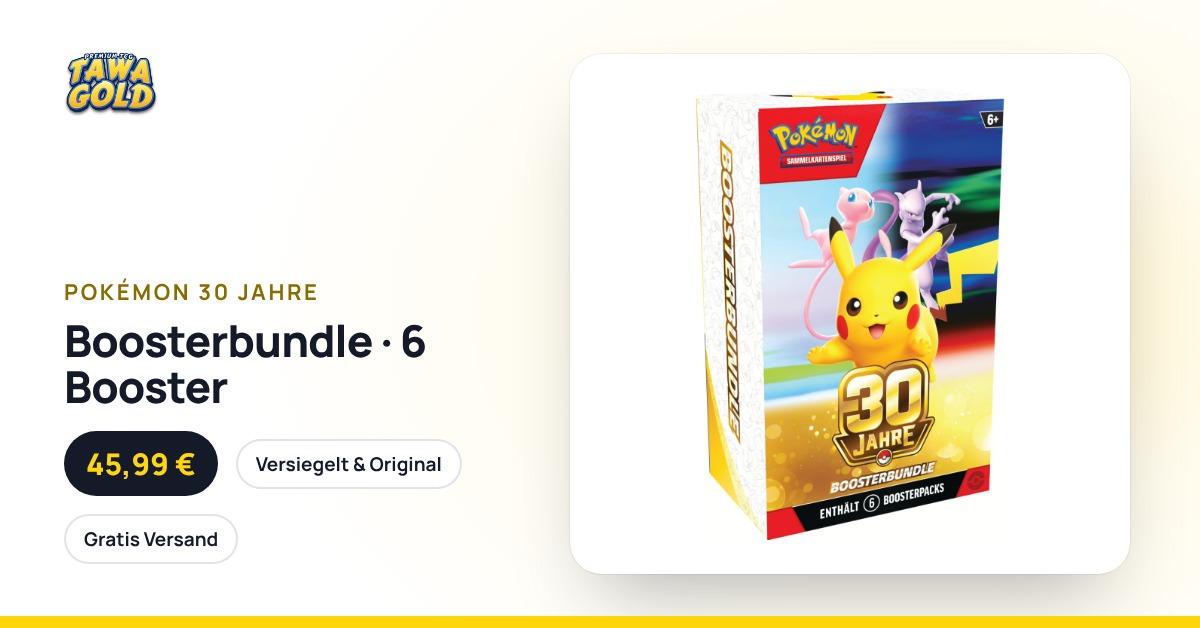 PREMIUM TCG
TAWA
GOLD
POKÉMON 30 JAHRE
Boosterbundle · 6
Booster
45,99 €
Versiegelt & Original
Gratis Versand
POKÉMON
SAMMELKARTENSPIEL
6+
BOOSTERBUNDLE
30
JAHRE
BOOSTERBUNDLE
ENTHÄLT 6 BOOSTERPACKS